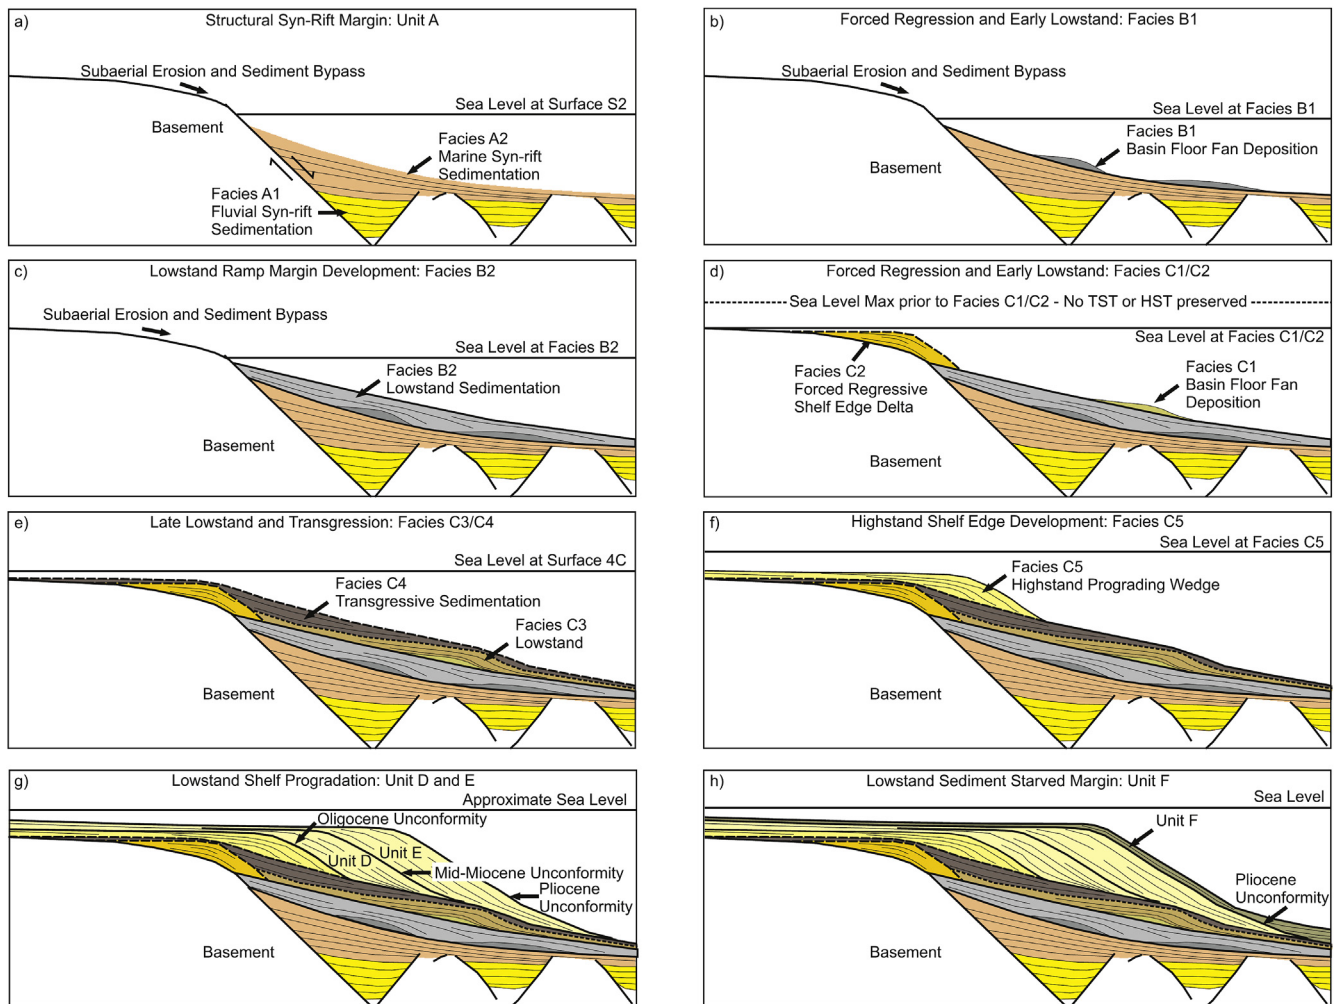 a)
Structural Syn-Rift Margin: Unit A
Subaerial Erosion and Sediment Bypass
Sea Level at Surface S2
Basement
Facies A2
Marine Syn-rift
Sedimentation
Facies A1
Fluvial Syn-rift
Sedimentation
b)
Forced Regression and Early Lowstand: Facies B1
Subaerial Erosion and Sediment Bypass
Sea Level at Facies B1
Facies B1
Basin Floor Fan Deposition
Basement
c)
Lowstand Ramp Margin Development: Facies B2
Subaerial Erosion and Sediment Bypass
Sea Level at Facies B2
Facies B2
Lowstand Sedimentation
Basement
d)
Forced Regression and Early Lowstand: Facies C1/C2
Sea Level Max prior to Facies C1/C2 - No TST or HST preserved
Sea Level at Facies C1/C2
Facies C2
Forced Regressive
Shelf Edge Delta
Facies C1
Basin Floor Fan
Deposition
Basement
e)
Late Lowstand and Transgression: Facies C3/C4
Sea Level at Surface 4C
Facies C4
Transgressive Sedimentation
Facies C3
Lowstand
Basement
f)
Highstand Shelf Edge Development: Facies C5
Sea Level at Facies C5
Facies C5
Highstand Prograding Wedge
Basement
g)
Lowstand Shelf Progradation: Unit D and E
Approximate Sea Level
Oligocene Unconformity
Unit D
Unit E
Mid-Miocene Unconformity
Pliocene
Unconformity
Basement
h)
Lowstand Sediment Starved Margin: Unit F
Sea Level
Unit F
Pliocene
Unconformity
Basement